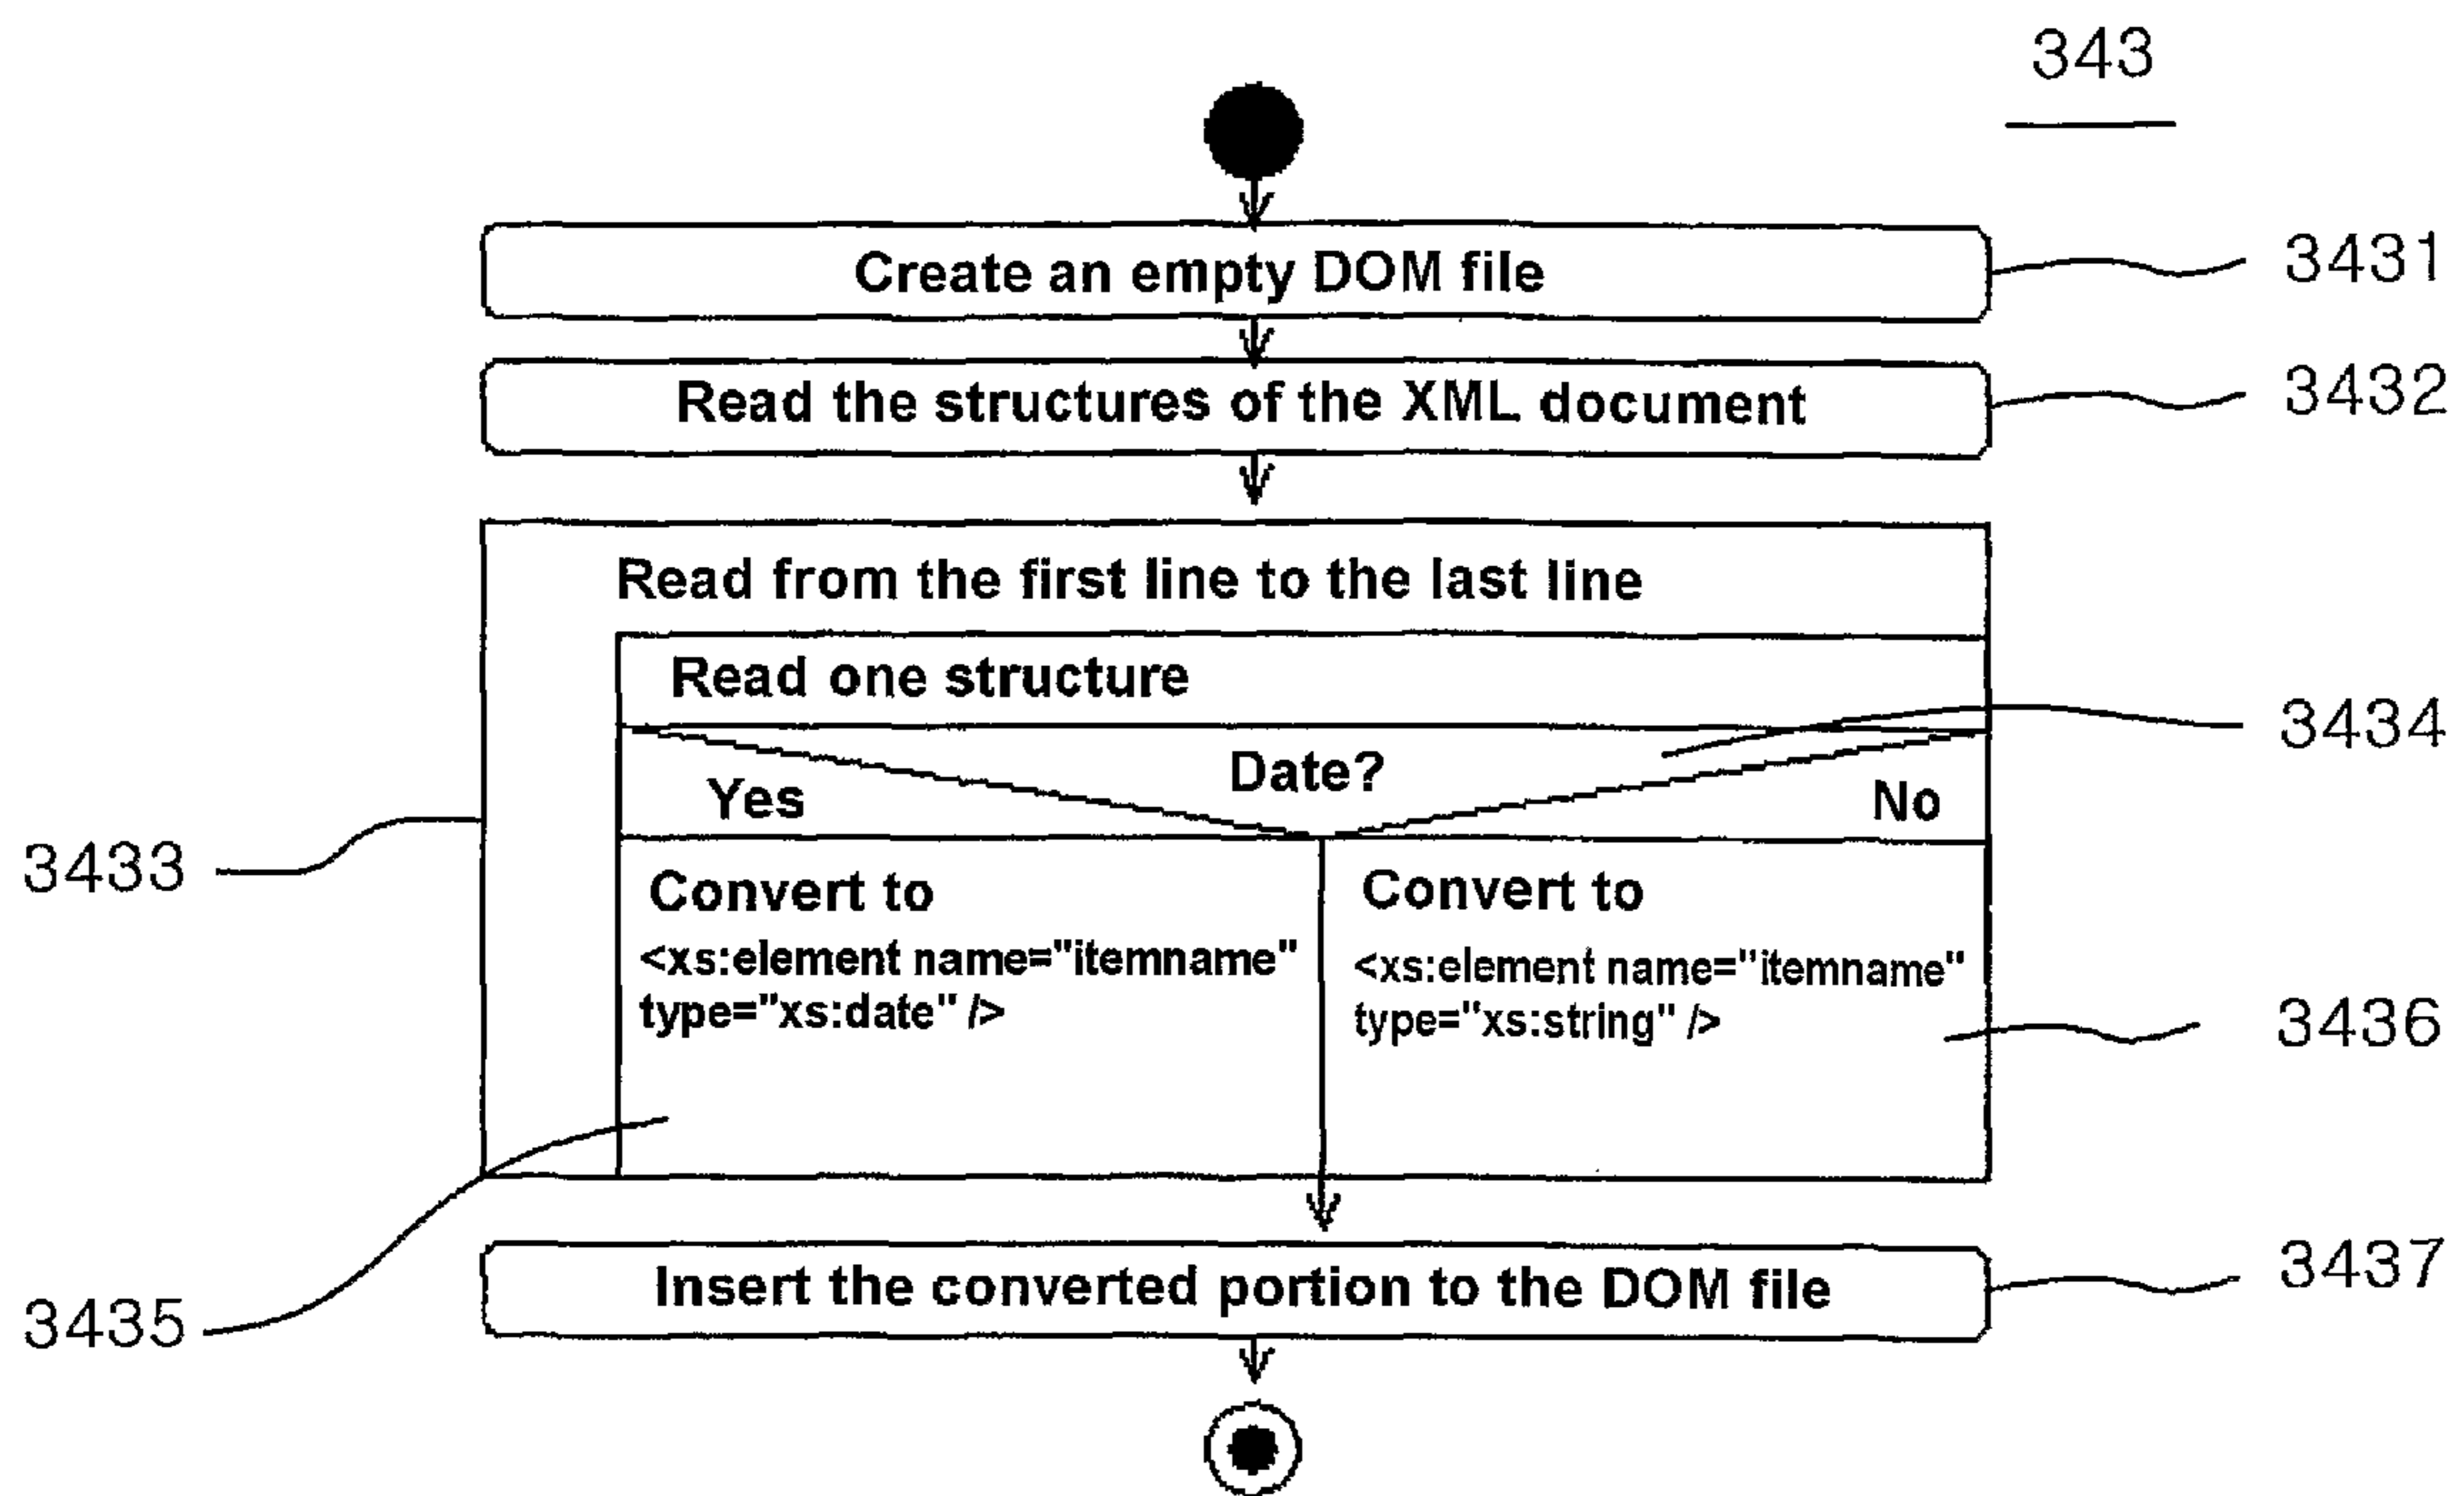 343
Create an empty DOM file
3431
Read the structures of the XML document
3432
Read from the first line to the last line
Read one structure
3434
Date?
Yes
No
3433
Convert to
<xs:element name="itemname"
type="xs:date" />
Convert to
<xs:element name="itemname"
type="xs:string" />
3436
3435
Insert the converted portion to the DOM file
3437